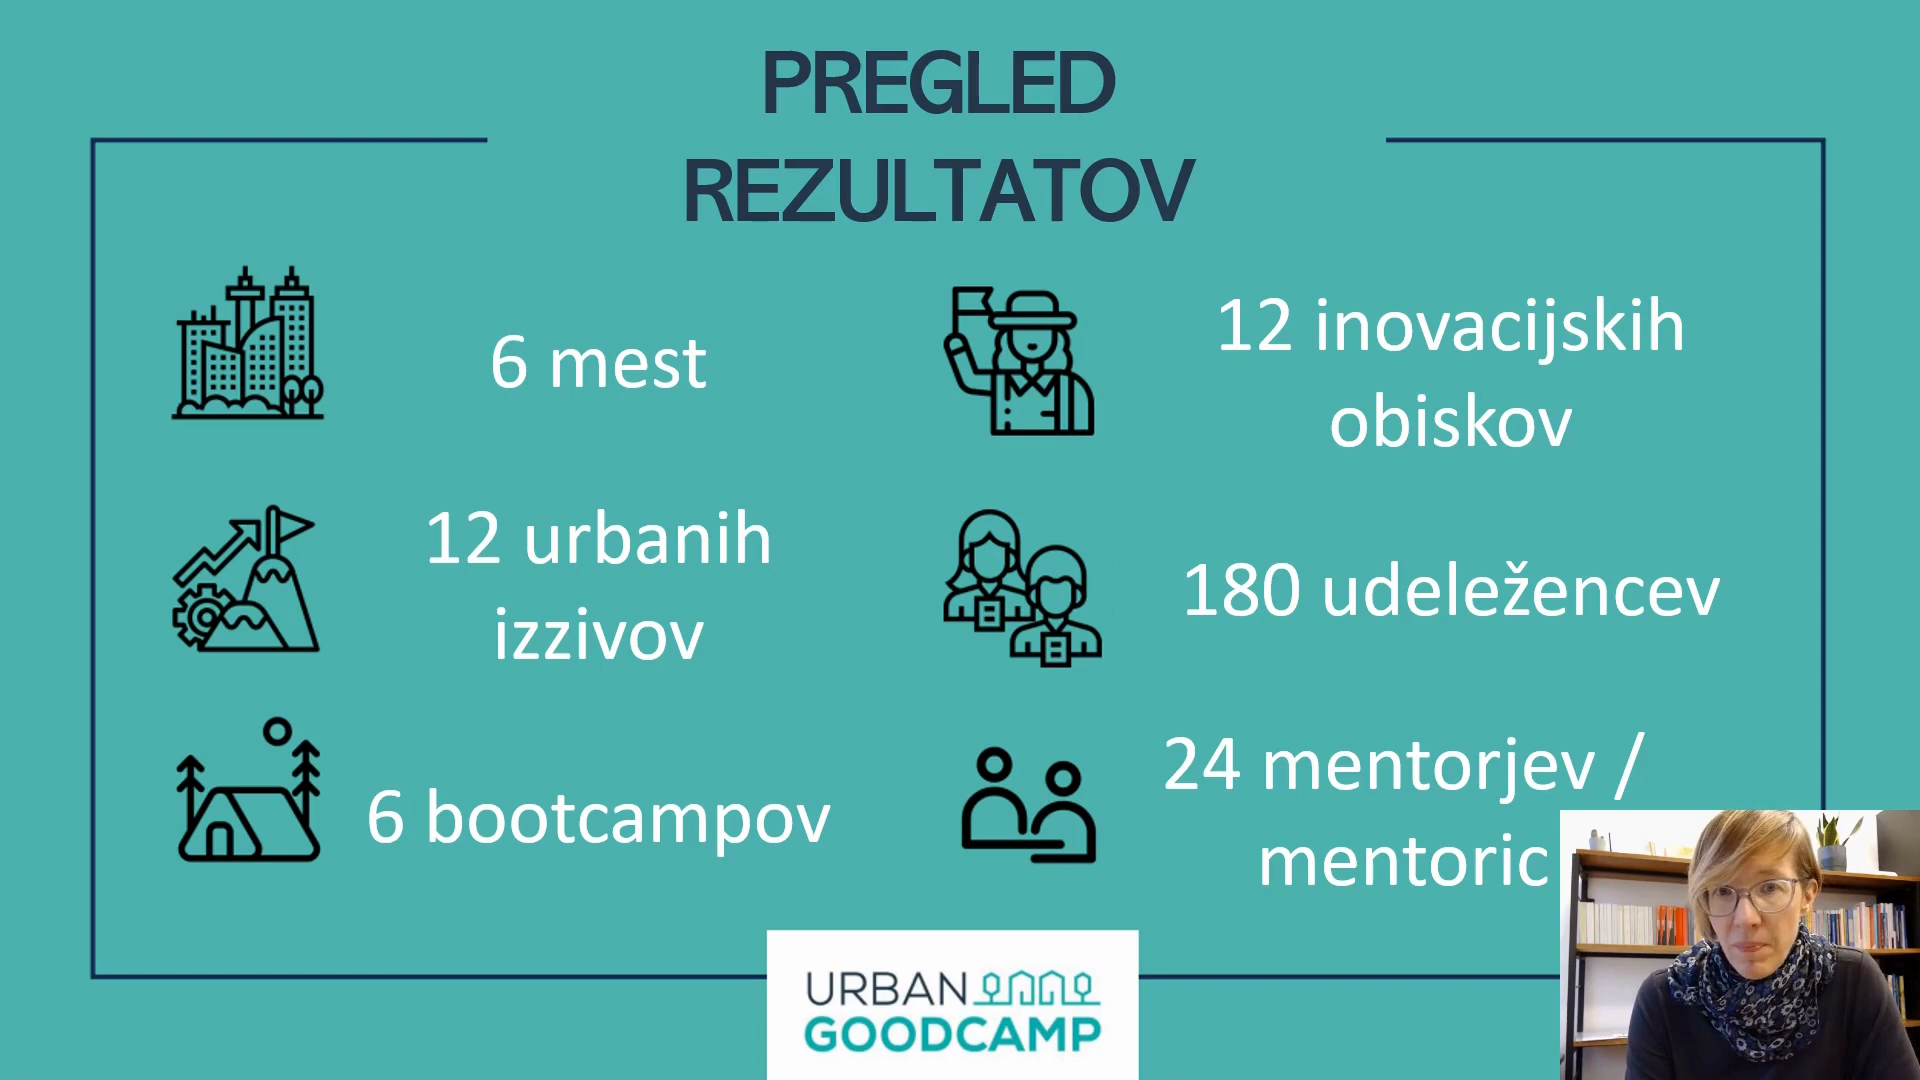 PREGLED
REZULTATOV
6 mest
12 inovacijskih
obiskov
12 urbanih
izzivov
180 udeležencev
6 bootcampov
24 mentorjev /
mentoric
URBAN
GOODCAMP